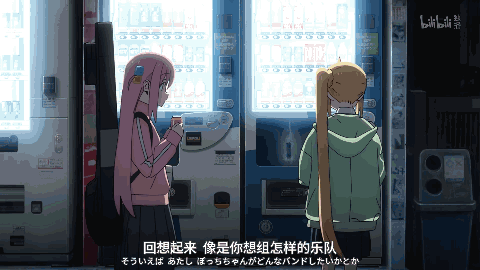 bilibili
回想起来 像是你想组怎样的乐队
そういえば あたし ぼっちちゃんがどんなバンドしたいかとか